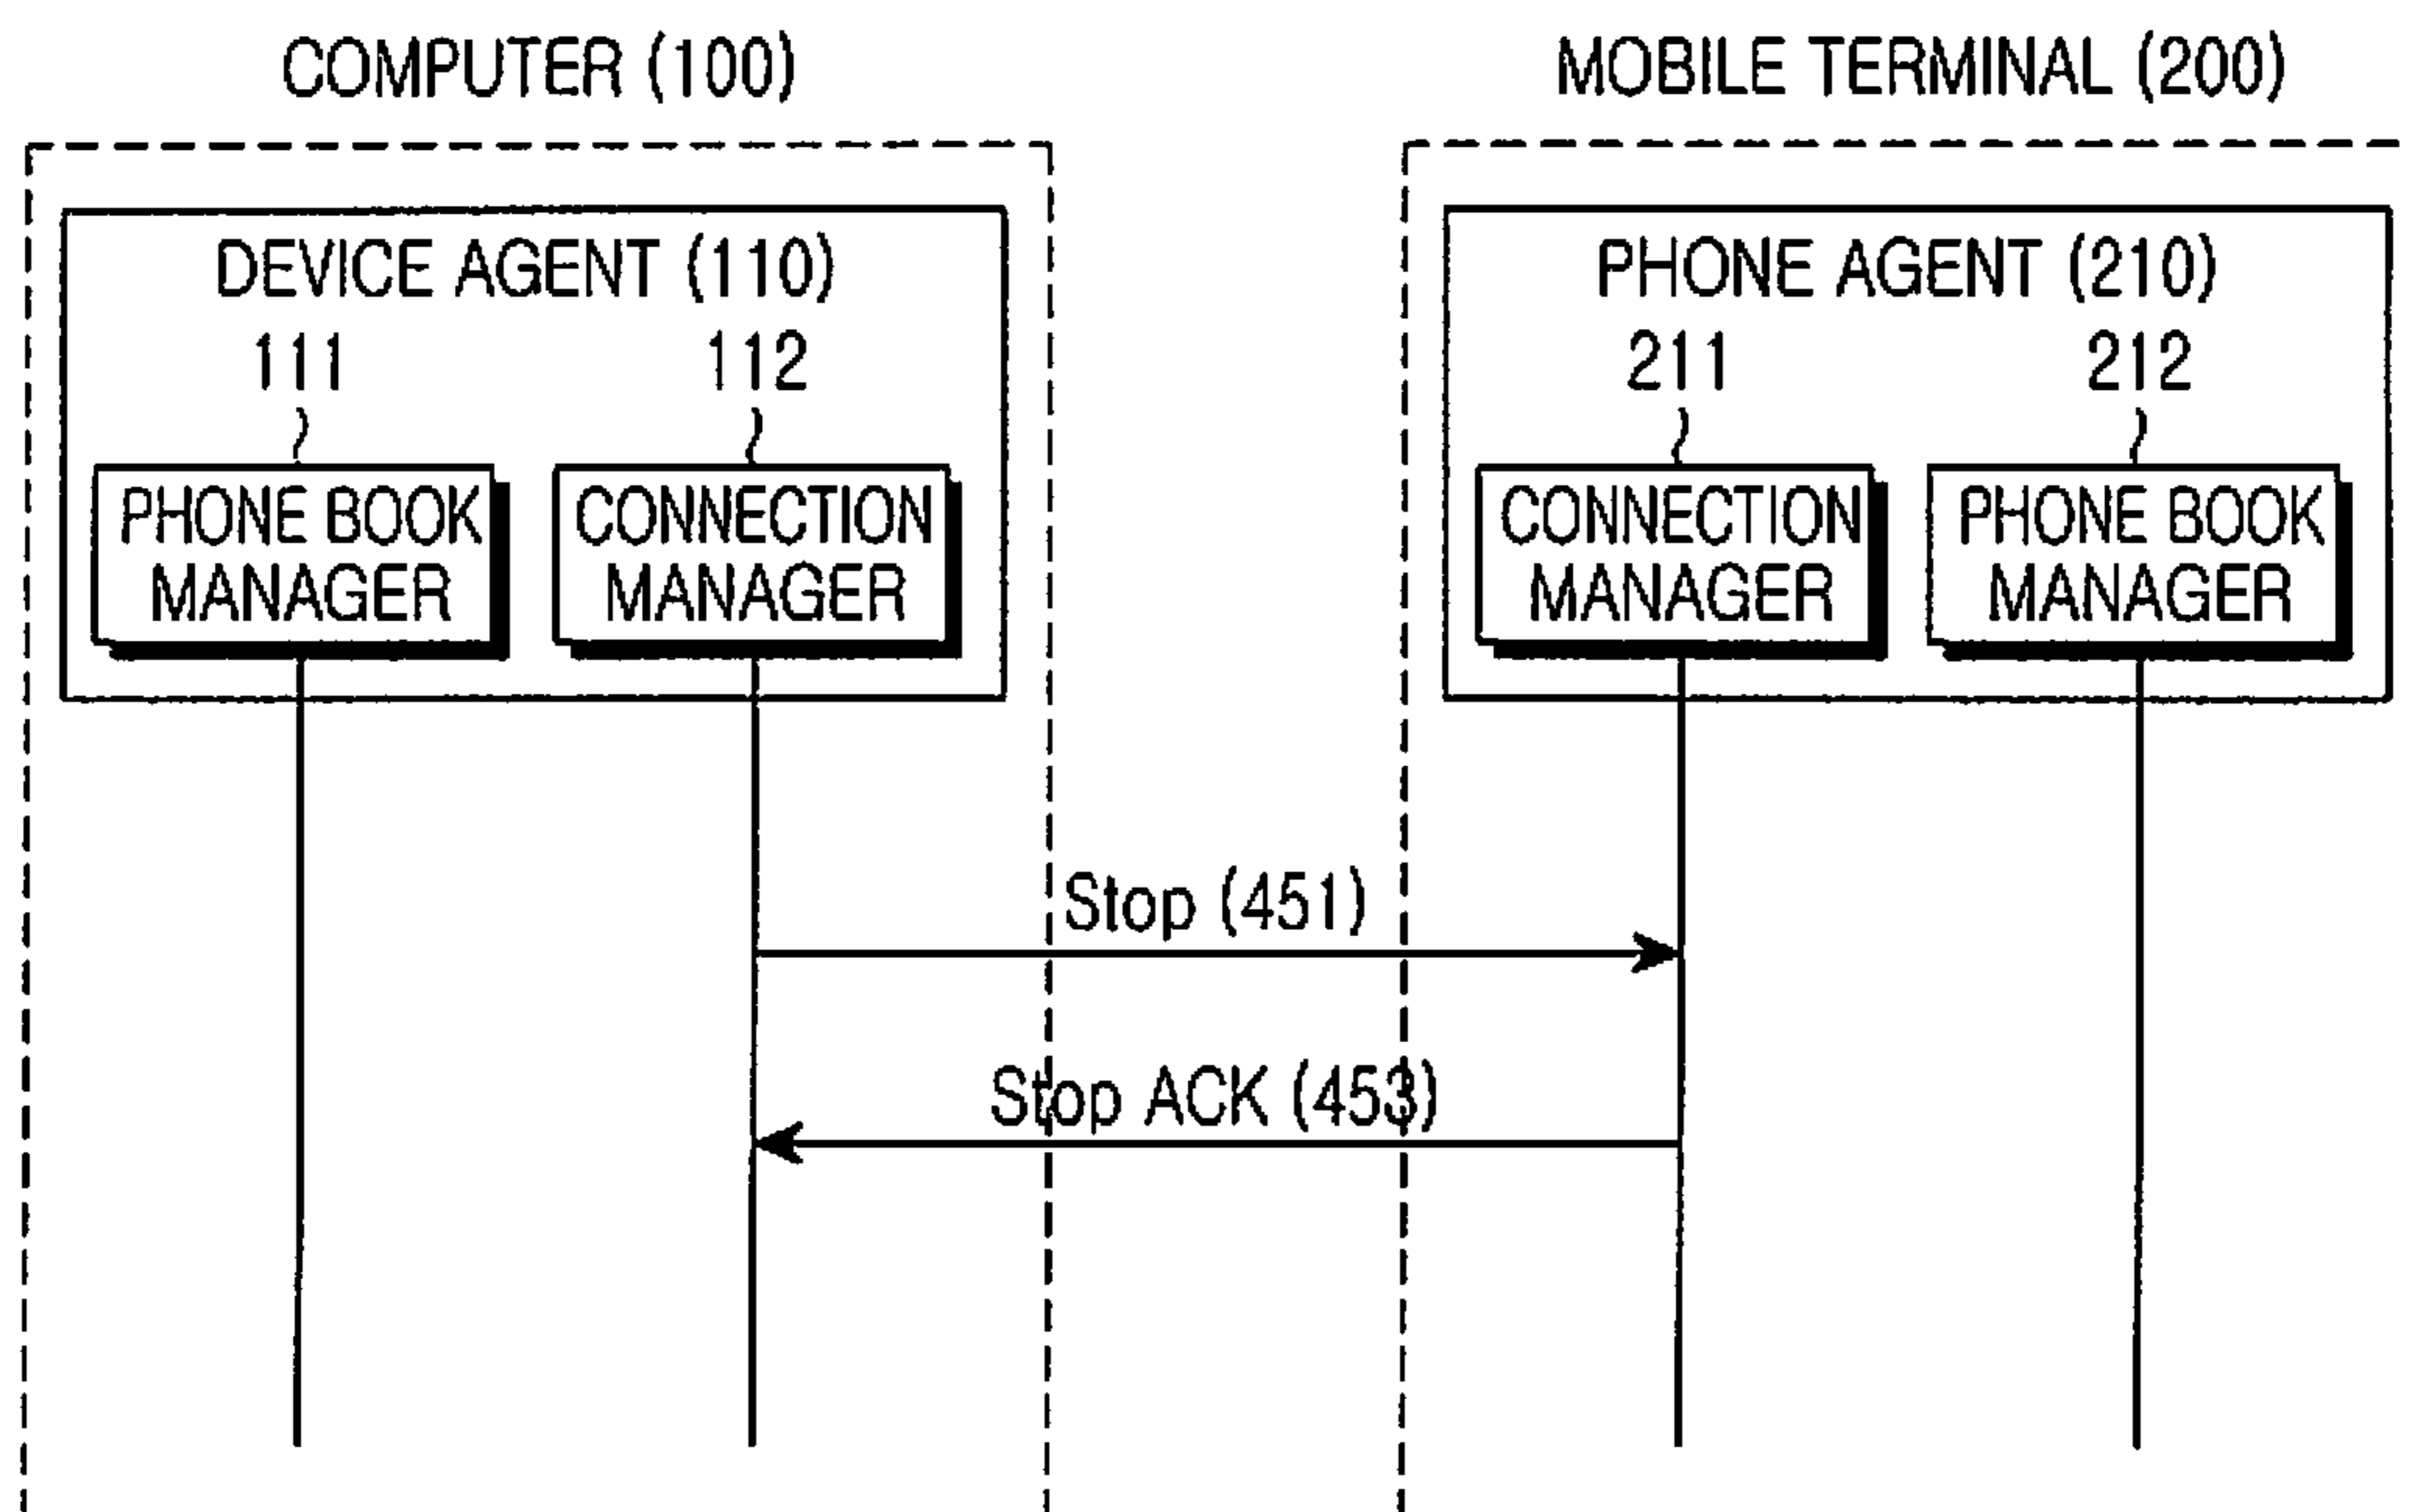 COMPUTER (100)
MOBILE TERMINAL (200)
DEVICE AGENT (110)
PHONE AGENT (210)
111
112
211
212
PHONE BOOK
MANAGER
CONNECTION
MANAGER
CONNECTION
MANAGER
PHONE BOOK
MANAGER
Stop (451)
Stop ACK (453)